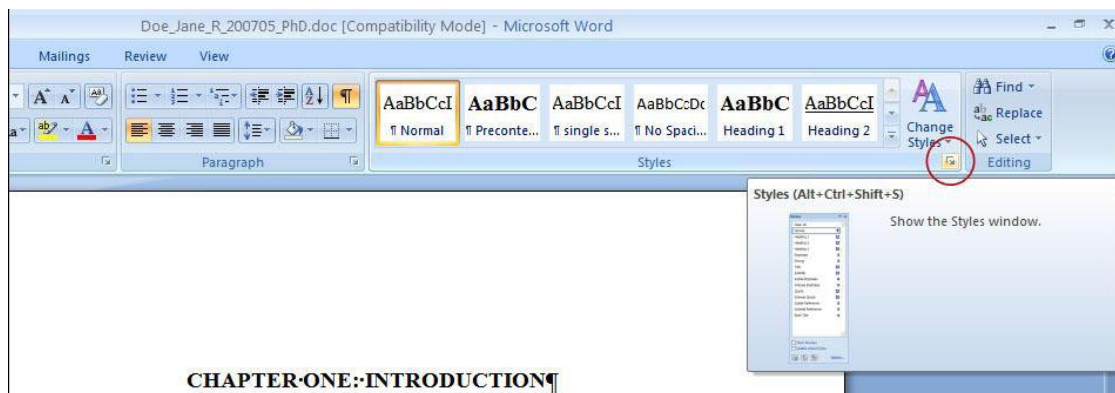 Doe_Jane_R_200705_PhD.doc [Compatibility Mode] - Microsoft Word
Mailings Review View
AaBbCcI AaBbC AaBbCcI AaBbCcDc AaBbC AaBbCcI
¶ Normal ¶ Preconte... ¶ single s... ¶ No Spaci... Heading 1 Heading 2
Change
Styles
Find
Replace
Select
Paragraph Styles Editing
Styles (Alt+Ctrl+Shift+S)
Show the Styles window.
CHAPTER·ONE:·INTRODUCTION¶